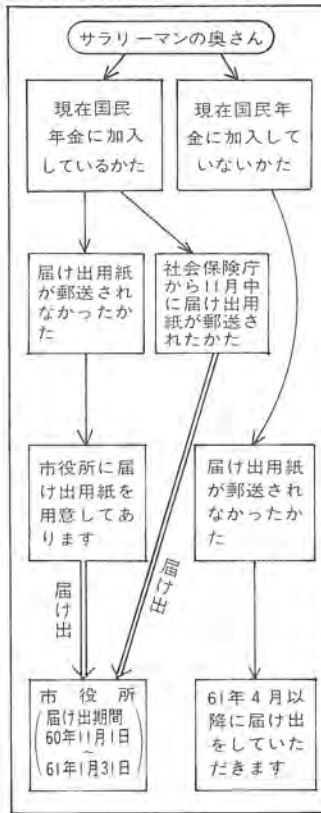 サラリーマンの奥さん
現在国民
年金に加入
しているかた
現在国民年
金に加入して
いないかた
届け出用紙
が郵送され
なかったか
た
社会保険庁
から11月中
に届け出用
紙が郵送さ
れたかた
市役所に届
け出用紙を
用意してあ
ります
届け出用紙
が郵送され
なかったか
た
届け出
届け出
市役所
(届け出期間
60年11月1日
〜
61年1月31日)
61年4月以
降に届け出
をしていた
だきます